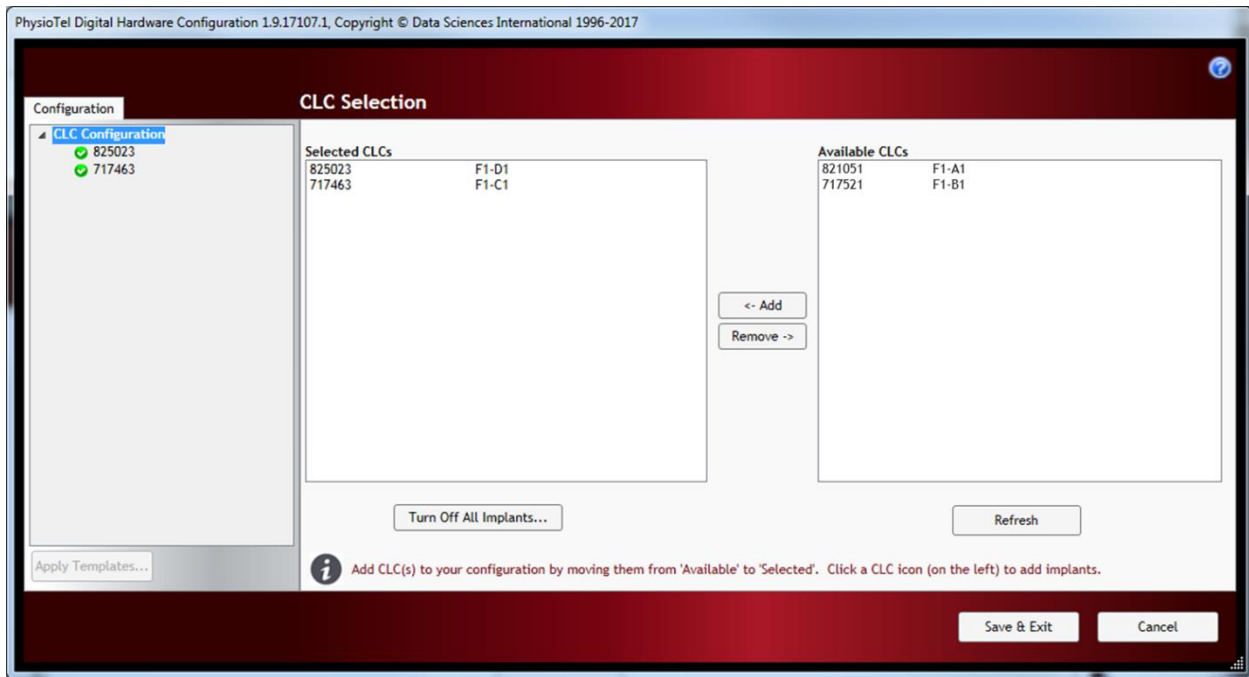 PhysioTel Digital Hardware Configuration 1.9.17107.1, Copyright © Data Sciences International 1996-2017
Configuration
CLC Selection
CLC Configuration
825023
717463
Selected CLCs
825023 F1-D1
717463 F1-C1
<- Add
Remove ->
Available CLCs
821051 F1-A1
717521 F1-B1
Turn Off All Implants...
Refresh
Apply Templates...
Add CLC(s) to your configuration by moving them from 'Available' to 'Selected'. Click a CLC icon (on the left) to add implants.
Save & Exit
Cancel